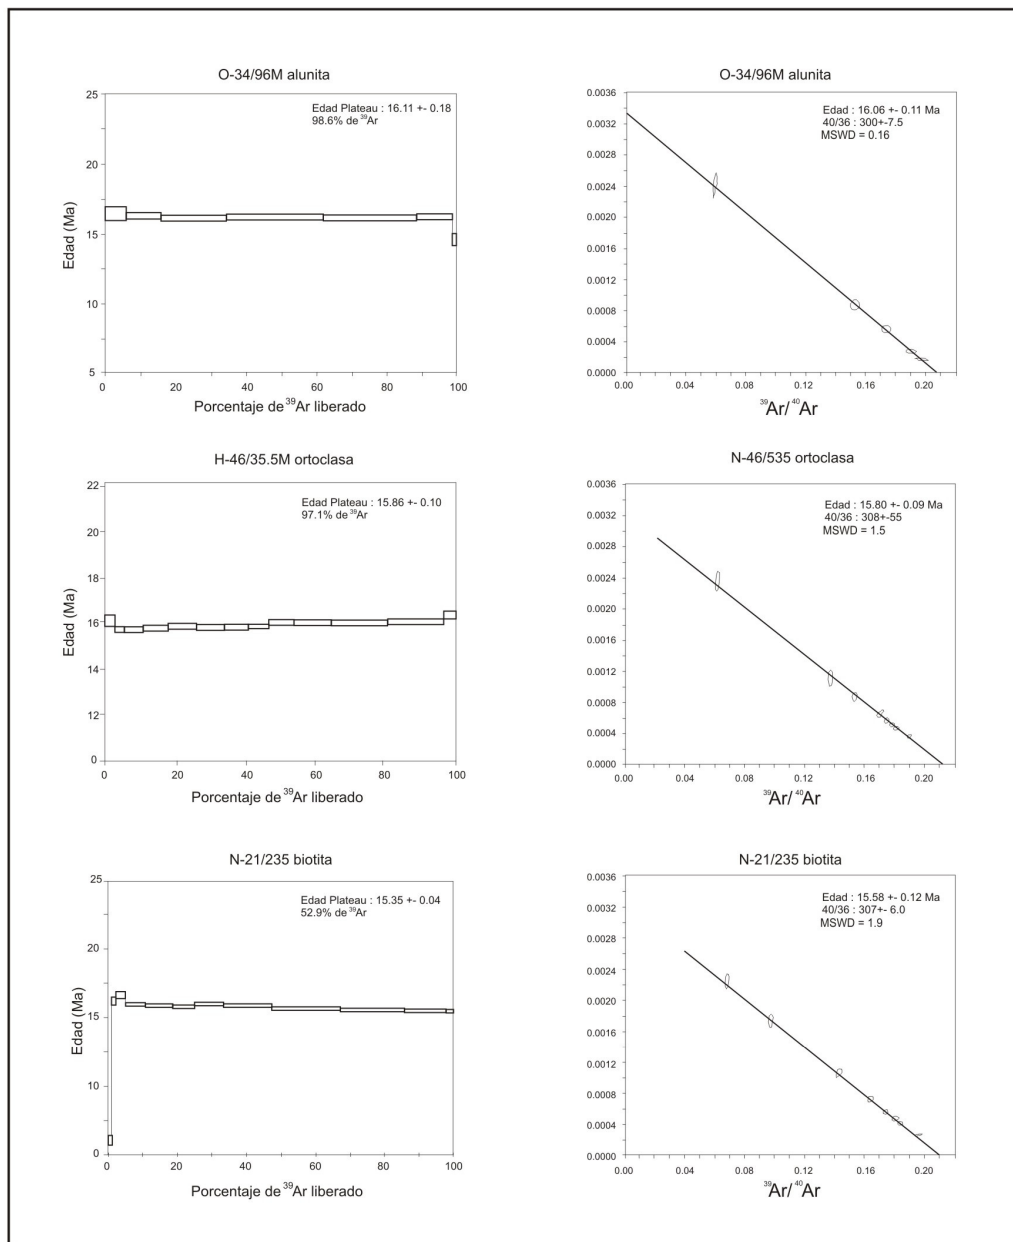 O-34/96M alunita
Edad Plateau : 16.11 +- 0.18
98.6% de ³⁹Ar
25
20
15
10
5
Edad (Ma)
0 20 40 60 80 100
Porcentaje de ³⁹Ar liberado
O-34/96M alunita
Edad : 16.06 +- 0.11 Ma
40/36 : 300+-7.5
MSWD = 0.16
0.0036
0.0032
0.0028
0.0024
0.0020
0.0016
0.0012
0.0008
0.0004
0.0000
0.00 0.04 0.08 0.12 0.16 0.20
³⁹Ar/ ⁴⁰Ar
H-46/35.5M ortoclasa
Edad Plateau : 15.86 +- 0.10
97.1% de ³⁹Ar
22
20
18
16
14
12
0
Edad (Ma)
0 20 40 60 80 100
Porcentaje de ³⁹Ar liberado
N-46/535 ortoclasa
Edad : 15.80 +- 0.09 Ma
40/36 : 308+-55
MSWD = 1.5
0.0036
0.0032
0.0028
0.0024
0.0020
0.0016
0.0012
0.0008
0.0004
0.0000
0.00 0.04 0.08 0.12 0.16 0.20
³⁹Ar/ ⁴⁰Ar
N-21/235 biotita
Edad Plateau : 15.35 +- 0.04
52.9% de ³⁹Ar
25
20
15
10
0
Edad (Ma)
0 20 40 60 80 100
Porcentaje de ³⁹Ar liberado
N-21/235 biotita
Edad : 15.58 +- 0.12 Ma
40/36 : 307+- 6.0
MSWD = 1.9
0.0036
0.0032
0.0028
0.0024
0.0020
0.0016
0.0012
0.0008
0.0004
0.0000
0.00 0.04 0.08 0.12 0.16 0.20
³⁹Ar/ ⁴⁰Ar